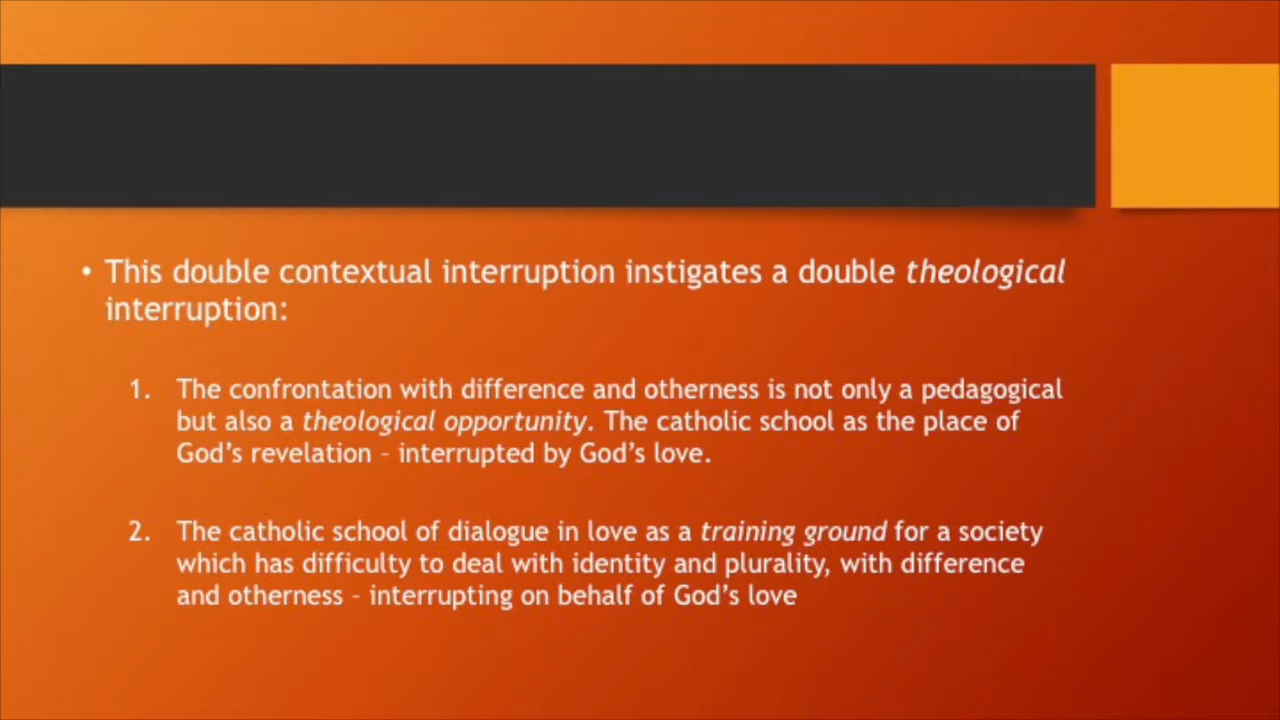 • This double contextual interruption instigates a double theological
interruption:
1. The confrontation with difference and otherness is not only a pedagogical
but also a theological opportunity. The catholic school as the place of
God’s revelation – interrupted by God’s love.
2. The catholic school of dialogue in love as a training ground for a society
which has difficulty to deal with identity and plurality, with difference
and otherness – interrupting on behalf of God’s love